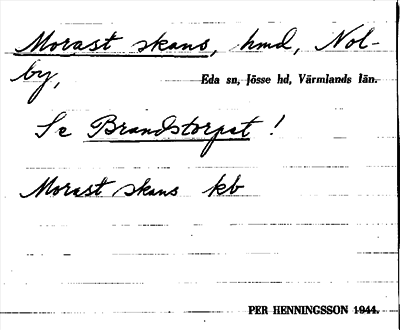 Morast skans, hmd, Nol-
by,
Eda sn, Jösse hd, Värmlands län.
Se Brandstorpet !
Morast skans kb
PER HENNINGSSON 1944.